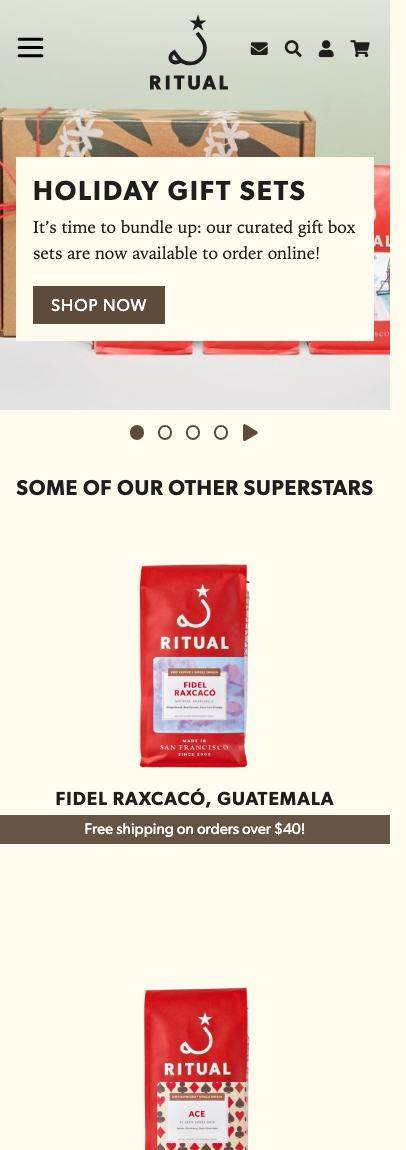 RITUAL
HOLIDAY GIFT SETS
It's time to bundle up: our curated gift box
sets are now available to order online!
SHOP NOW
SOME OF OUR OTHER SUPERSTARS
RITUAL
FIDEL
RAXCACÓ
MADE IN
SAN FRANCISCO
SINCE 2005
FIDEL RAXCACÓ, GUATEMALA
Free shipping on orders over $40!
RITUAL
ACE